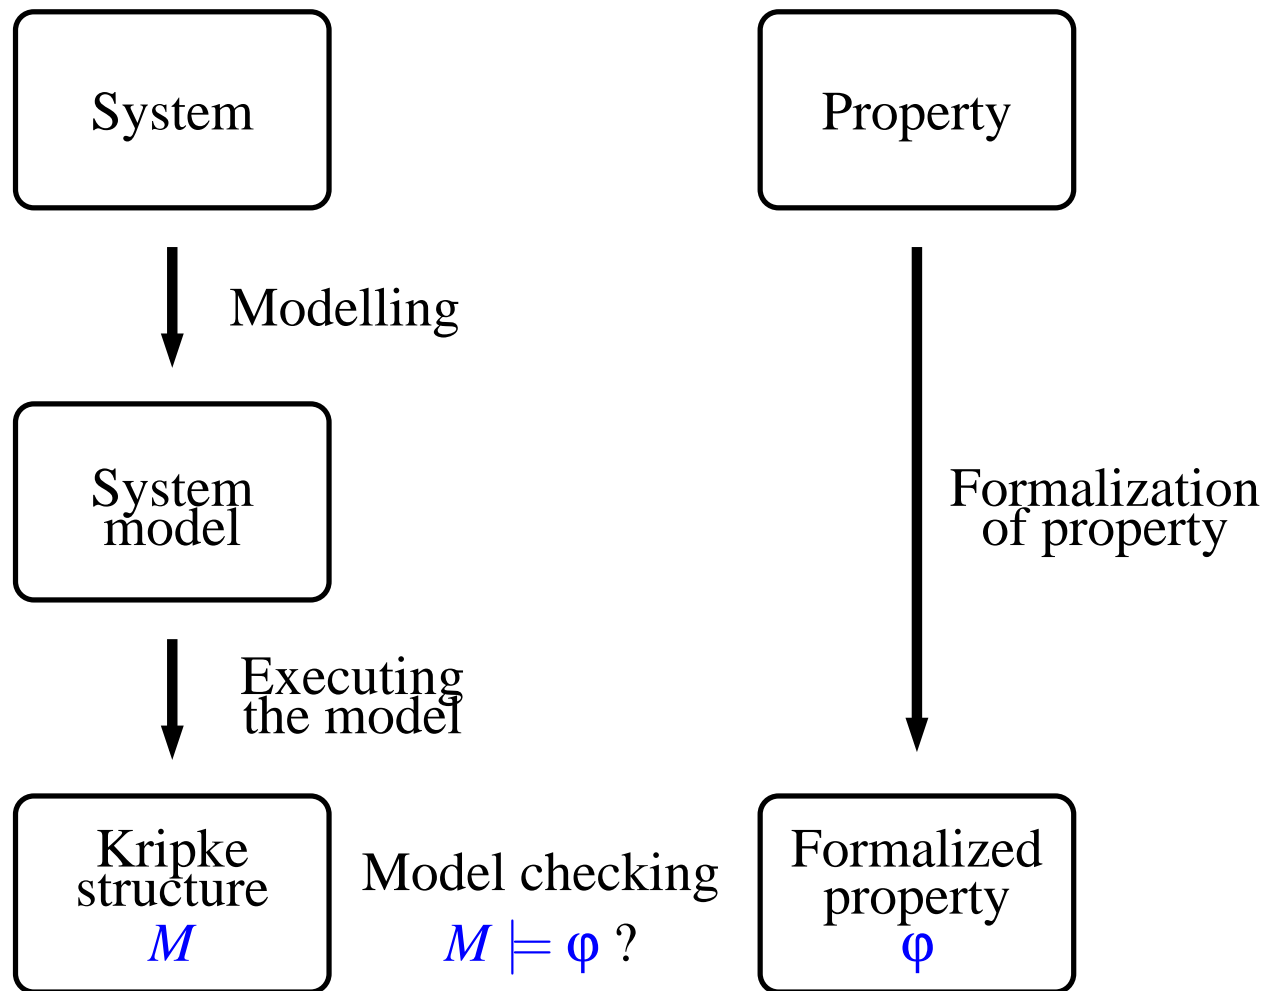 System
Property
Modelling
System
model
Formalization
of property
Executing
the model
Kripke
structure
M
Model checking
M ⊨ φ ?
Formalized
property
φ